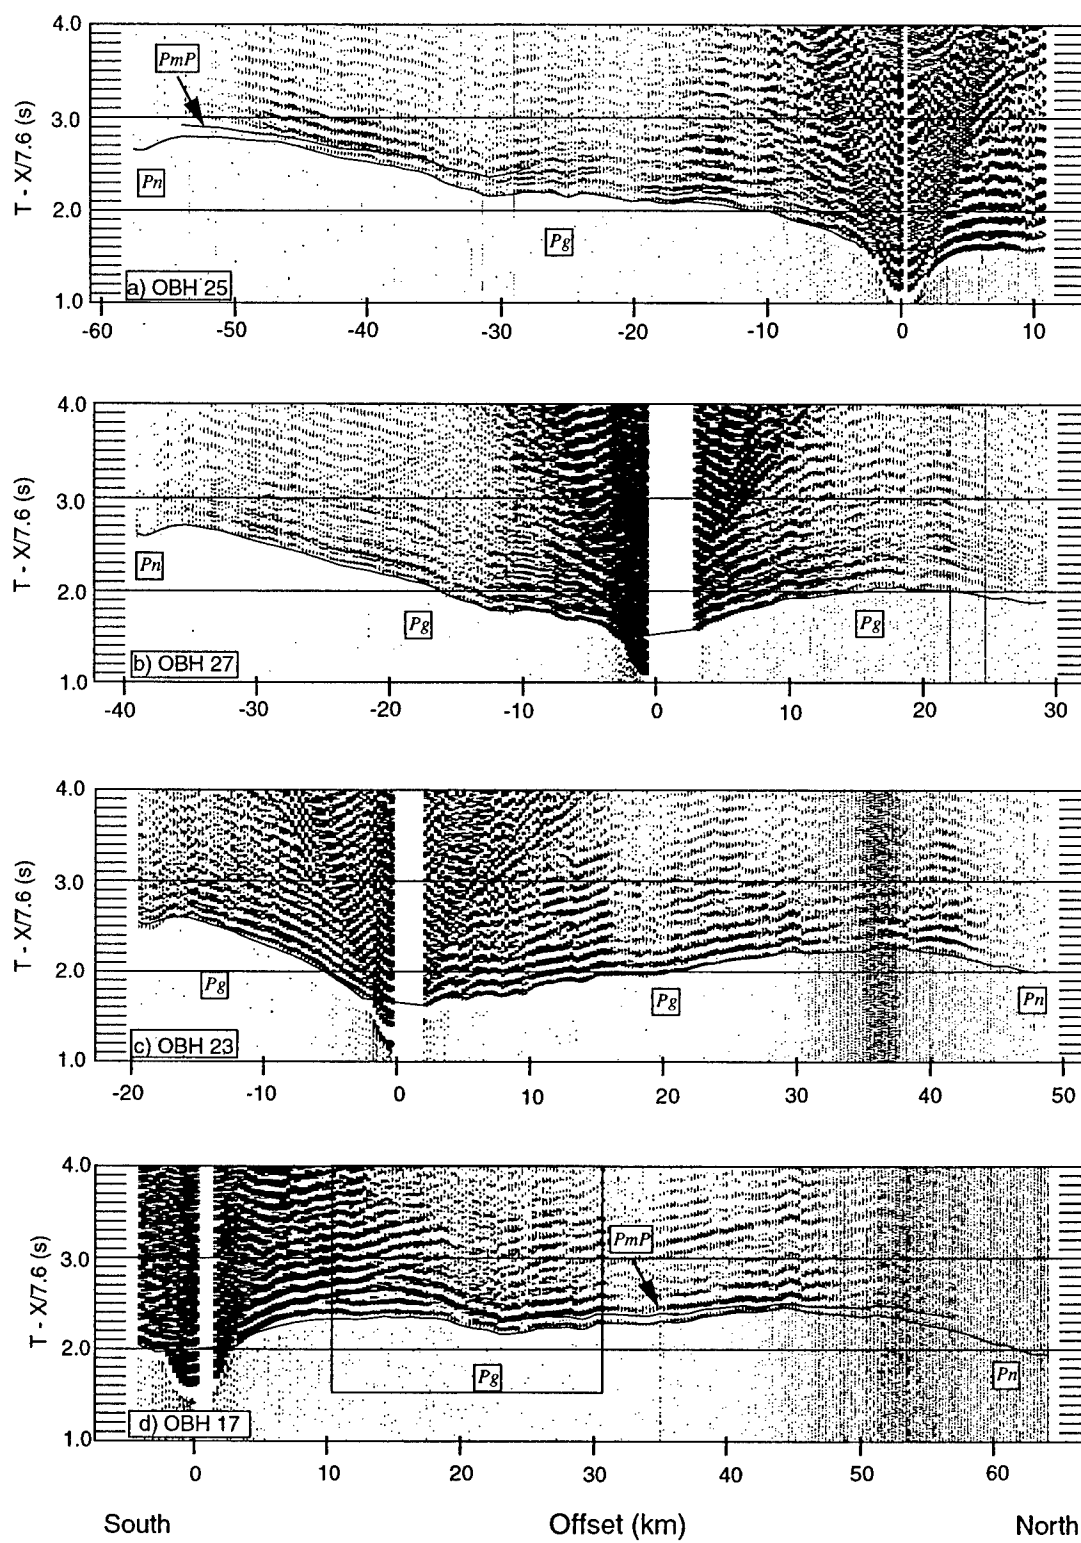 4.0
PmP
3.0
T - X/7.6 (s)
Pn
2.0
Pg
a) OBH 25
1.0
-60 -50 -40 -30 -20 -10 0 10
4.0
3.0
T - X/7.6 (s)
Pn
2.0
Pg Pg
b) OBH 27
1.0
-40 -30 -20 -10 0 10 20 30
4.0
3.0
T - X/7.6 (s)
2.0
Pg Pg Pn
c) OBH 23
1.0
-20 -10 0 10 20 30 40 50
4.0
3.0
PmP
T - X/7.6 (s)
2.0
Pg Pn
d) OBH 17
1.0
0 10 20 30 40 50 60
South Offset (km) North